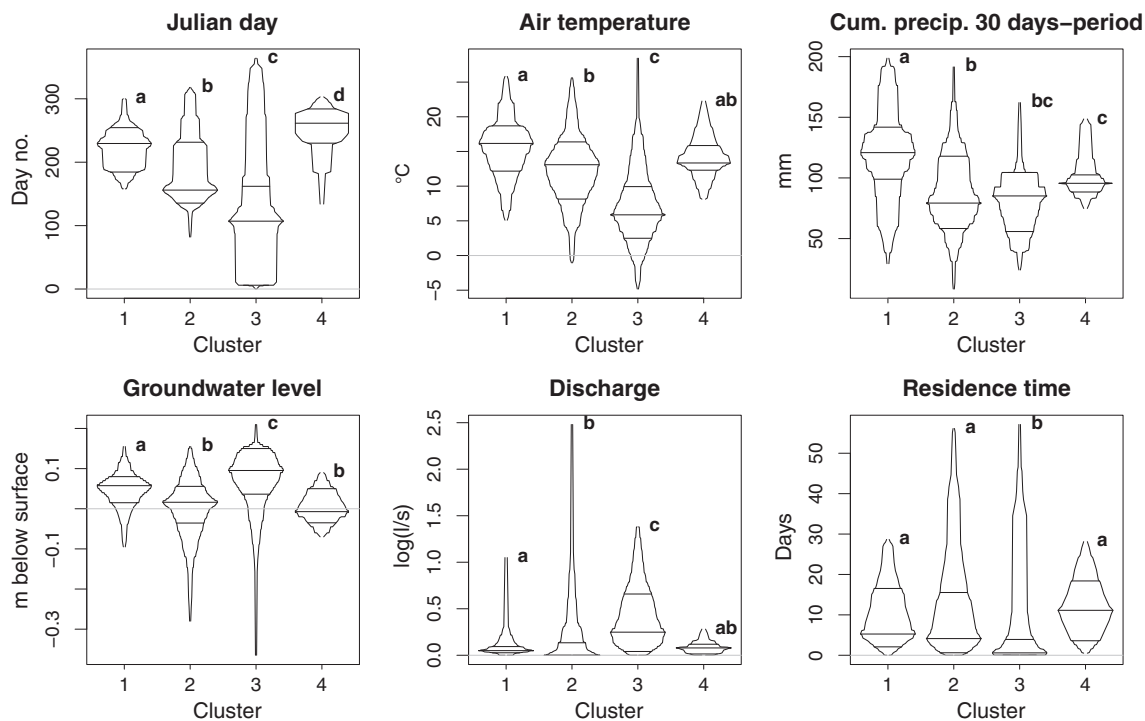 Julian day
Day no.
0 100 200 300
a b c d
1 2 3 4
Cluster
Air temperature
°C
−5 0 5 10 15 20
a b c ab
1 2 3 4
Cluster
Cum. precip. 30 days−period
mm
50 100 150 200
a b bc c
1 2 3 4
Cluster
Groundwater level
m below surface
−0.3 −0.1 0.1
a b c b
1 2 3 4
Cluster
Discharge
log(l/s)
0.0 0.5 1.0 1.5 2.0 2.5
a b c ab
1 2 3 4
Cluster
Residence time
Days
0 10 20 30 40 50
a a b a
1 2 3 4
Cluster